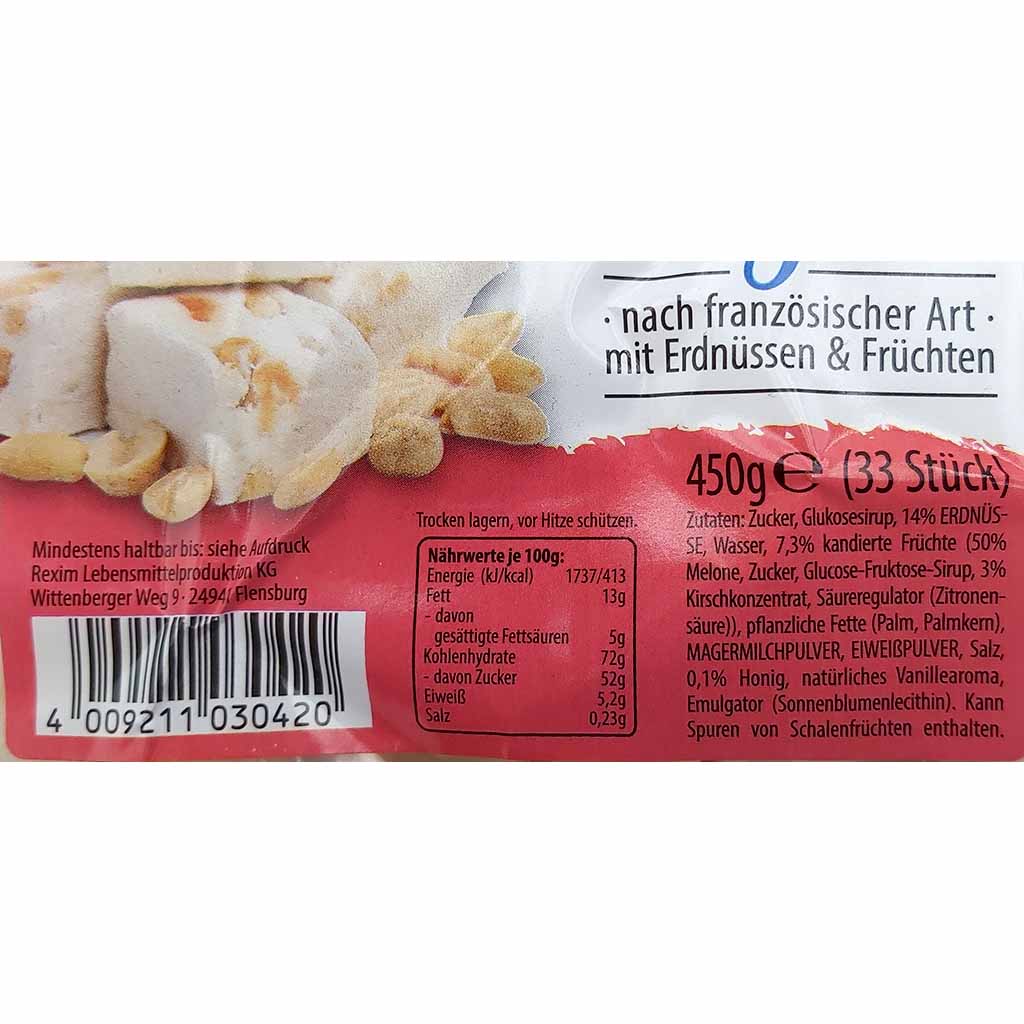 · nach französischer Art ·
mit Erdnüssen & Früchten
450g ℮ (33 Stück)
Zutaten: Zucker, Glukosesirup, 14% ERDNÜS-
SE, Wasser, 7,3% kandierte Früchte (50%
Melone, Zucker, Glucose-Fruktose-Sirup, 3%
Kirschkonzentrat, Säureregulator (Zitronen-
säure)), pflanzliche Fette (Palm, Palmkern),
MAGERMILCHPULVER, EIWEIßPULVER, Salz,
0,1% Honig, natürliches Vanillearoma,
Emulgator (Sonnenblumenlecithin). Kann
Spuren von Schalenfrüchten enthalten.
Trocken lagern, vor Hitze schützen.
Nährwerte je 100g:
Energie (kJ/kcal) 1737/413
Fett 13g
- davon
gesättigte Fettsäuren 5g
Kohlenhydrate 72g
- davon Zucker 52g
Eiweiß 5,2g
Salz 0,23g
Mindestens haltbar bis: siehe Aufdruck
Rexim Lebensmittelproduktion KG
Wittenberger Weg 9 · Flensburg
4 009211 030420